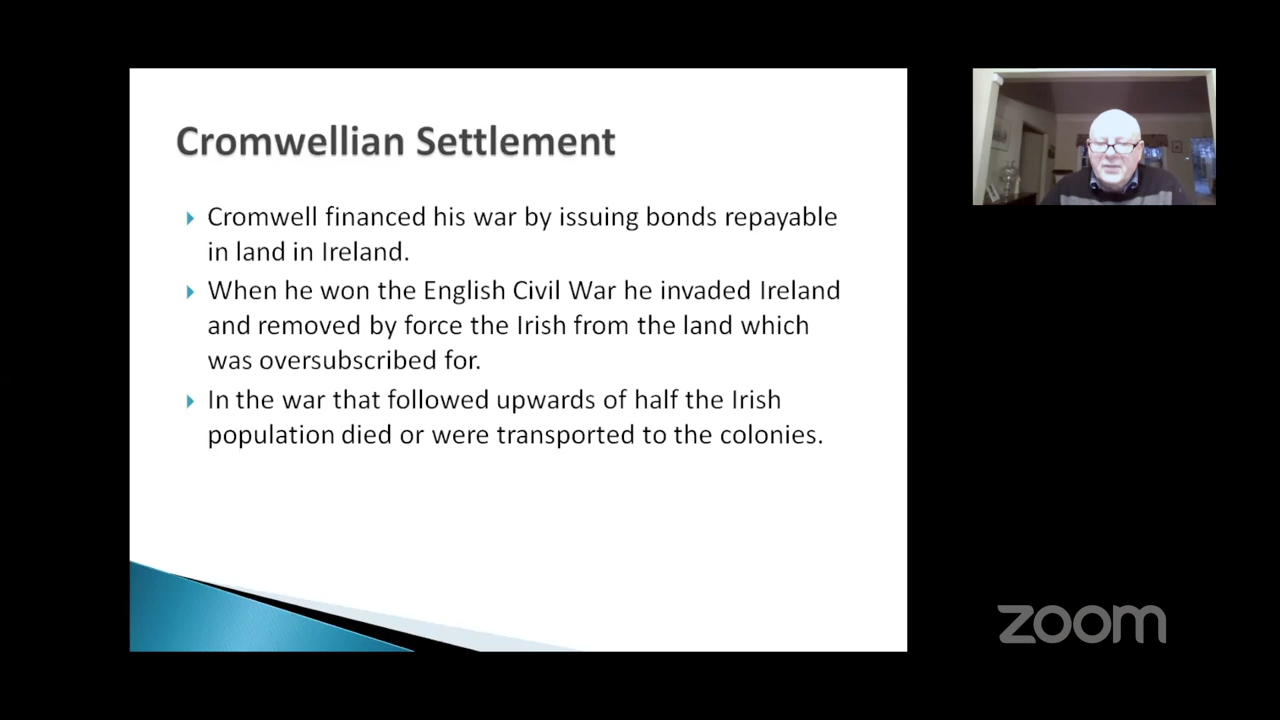 Cromwellian Settlement
Cromwell financed his war by issuing bonds repayable
in land in Ireland.
When he won the English Civil War he invaded Ireland
and removed by force the Irish from the land which
was oversubscribed for.
In the war that followed upwards of half the Irish
population died or were transported to the colonies.
zoom